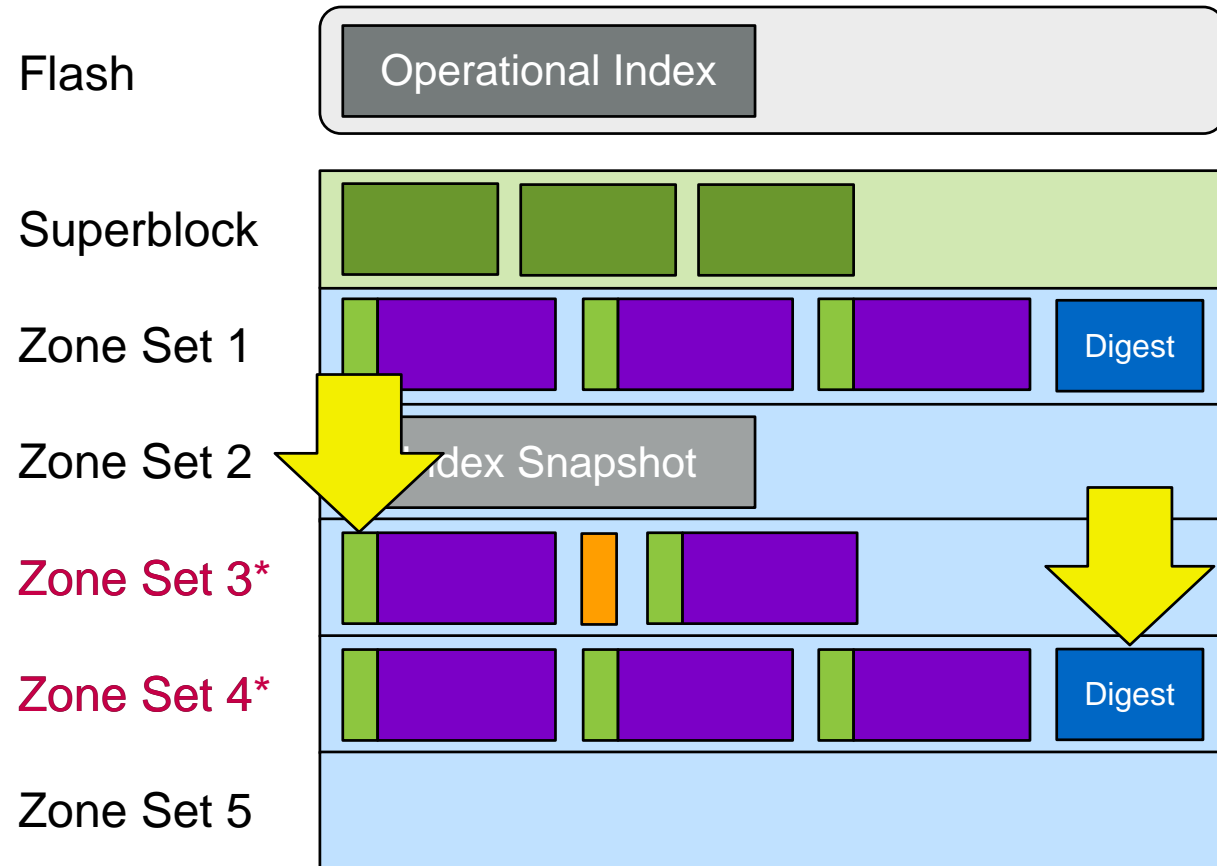 Flash
Operational Index
Superblock
Zone Set 1
Digest
Zone Set 2
Index Snapshot
Zone Set 3*
Zone Set 4*
Digest
Zone Set 5